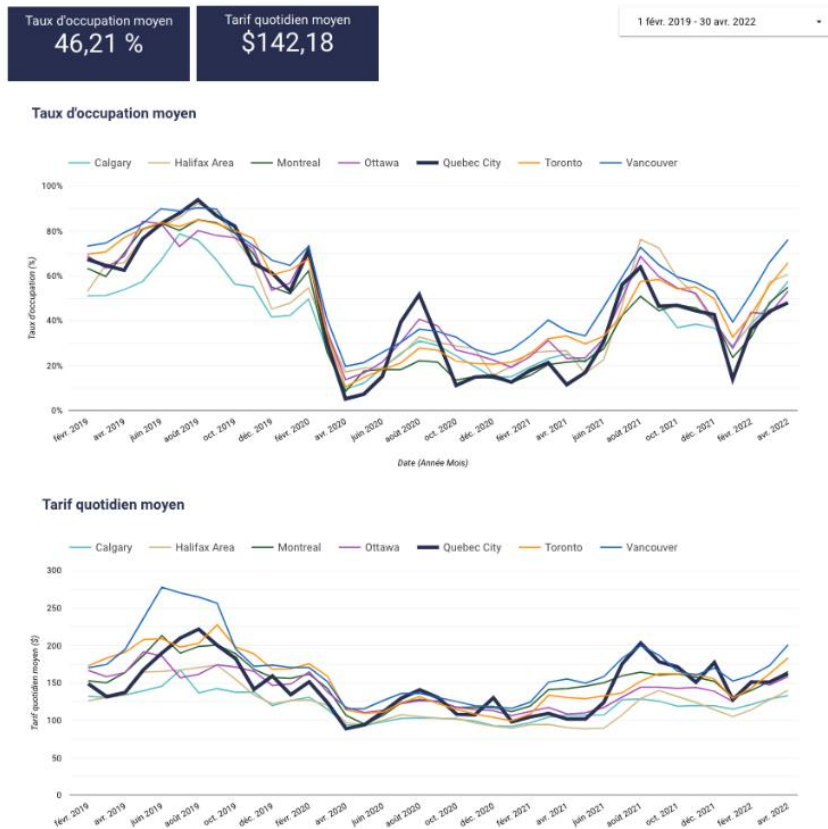 Taux d'occupation moyen
46,21 %
Tarif quotidien moyen
$142,18
1 févr. 2019 - 30 avr. 2022
Taux d'occupation moyen
Calgary Halifax Area Montreal Ottawa Quebec City Toronto Vancouver
100%
80%
60%
40%
20%
0%
Taux d'occupation (%)
févr. 2019 avr. 2019 juin 2019 août 2019 oct. 2019 déc. 2019 févr. 2020 avr. 2020 juin 2020 août 2020 oct. 2020 déc. 2020 févr. 2021 avr. 2021 juin 2021 août 2021 oct. 2021 déc. 2021 févr. 2022 avr. 2022
Date (Année Mois)
Tarif quotidien moyen
Calgary Halifax Area Montreal Ottawa Quebec City Toronto Vancouver
300
250
200
150
100
50
0
Tarif quotidien moyen ($)
févr. 2019 avr. 2019 juin 2019 août 2019 oct. 2019 déc. 2019 févr. 2020 avr. 2020 juin 2020 août 2020 oct. 2020 déc. 2020 févr. 2021 avr. 2021 juin 2021 août 2021 oct. 2021 déc. 2021 févr. 2022 avr. 2022